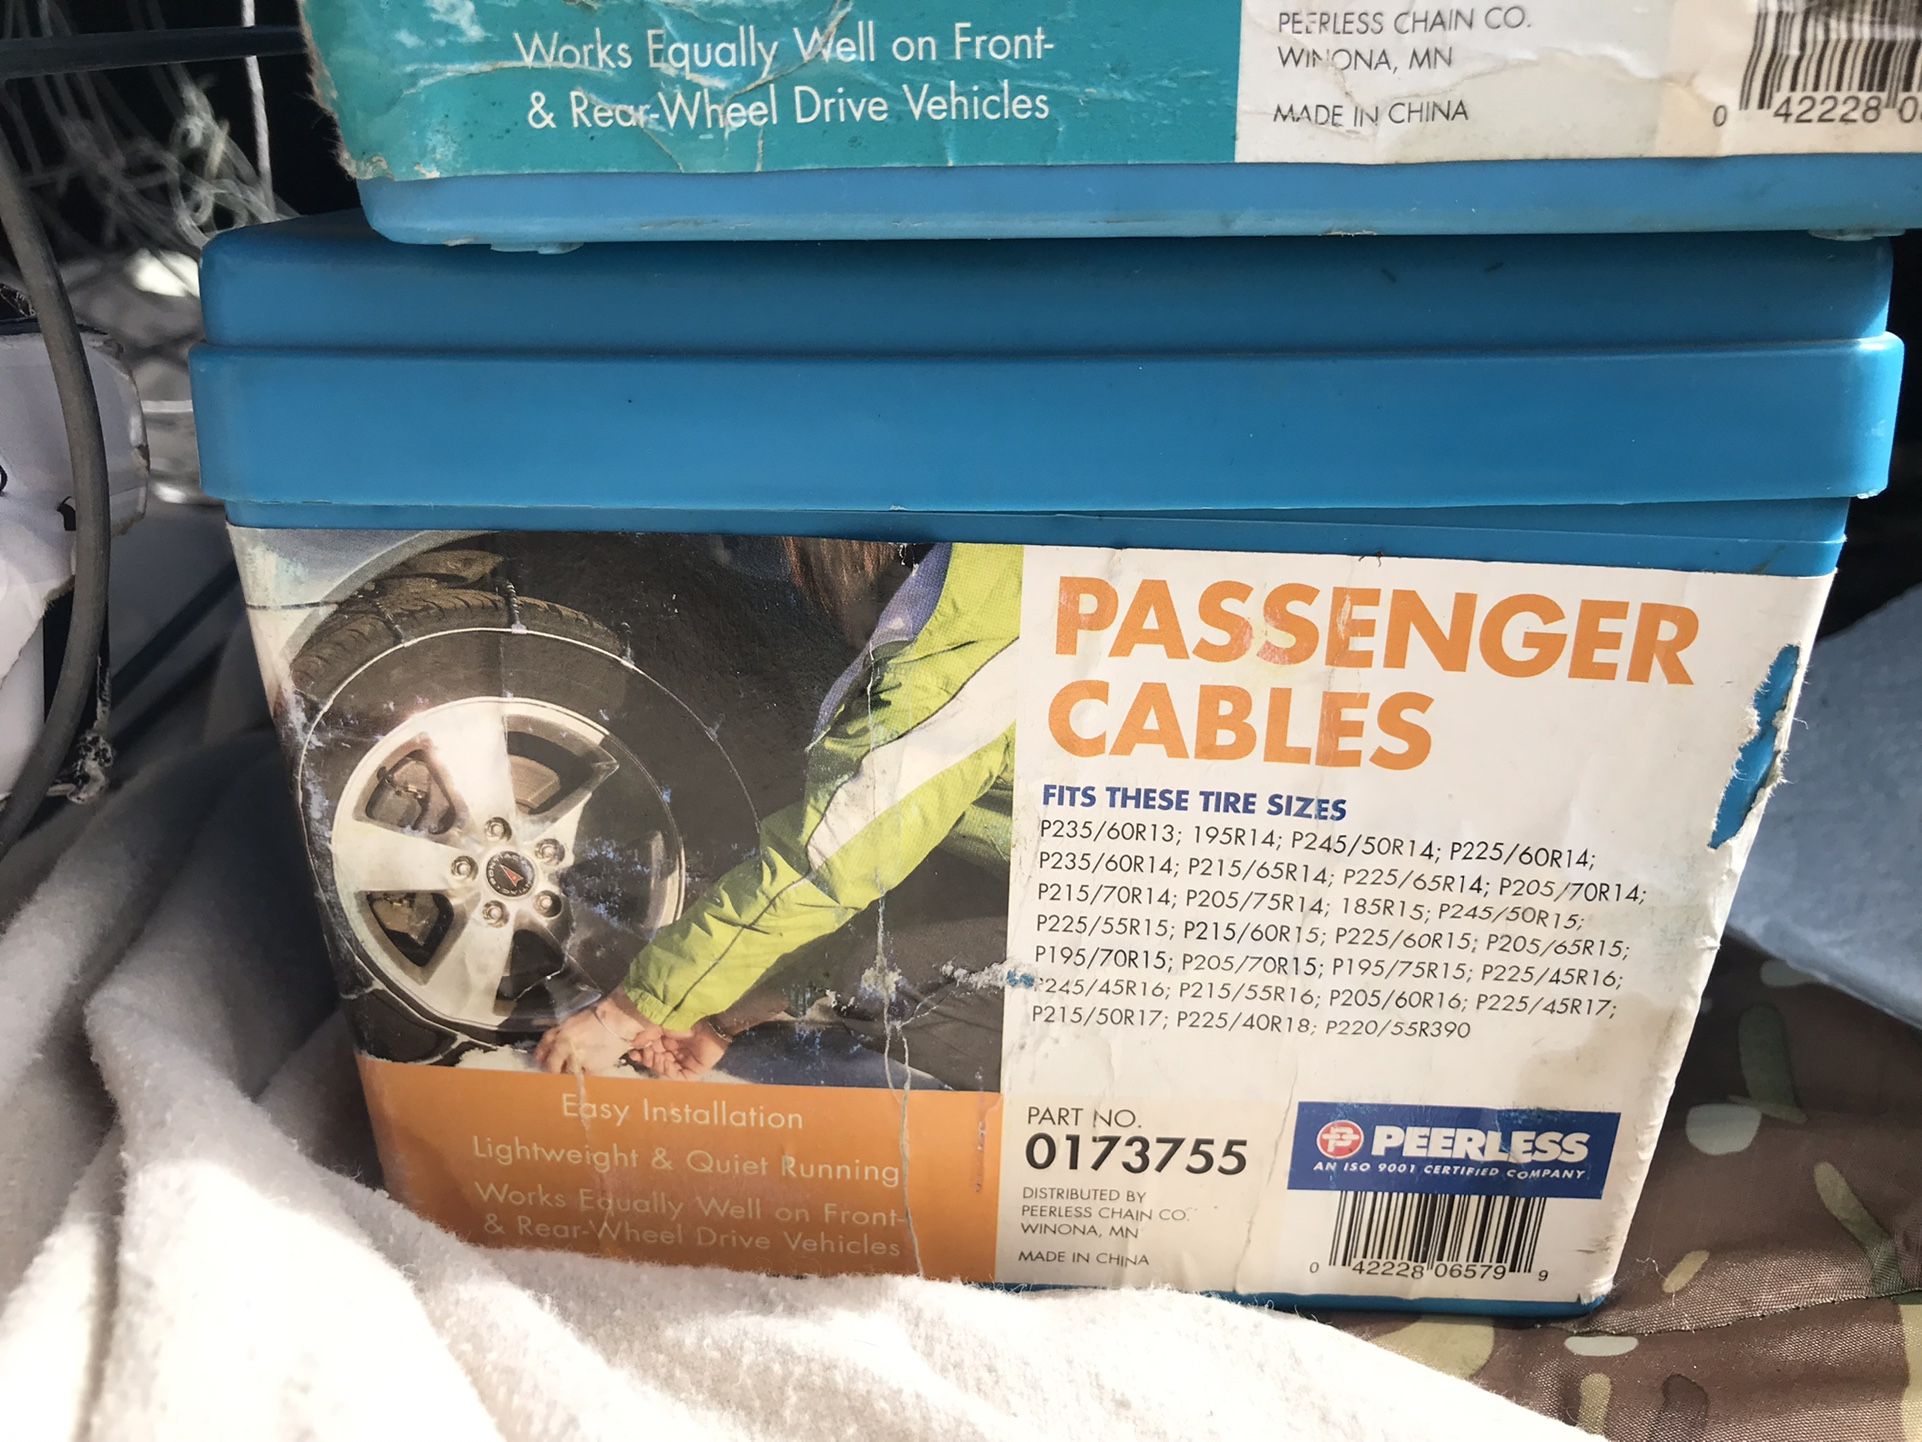 Works Equally Well on Front-
& Rear-Wheel Drive Vehicles
PEERLESS CHAIN CO.
WINONA, MN
MADE IN CHINA
0 42228 0
PASSENGER
CABLES
FITS THESE TIRE SIZES
P235/60R13; 195R14; P245/50R14; P225/60R14;
P235/60R14; P215/65R14; P225/65R14; P205/70R14;
P215/70R14; P205/75R14; 185R15; P245/50R15;
P225/55R15; P215/60R15; P225/60R15; P205/65R15;
P195/70R15; P205/70R15; P195/75R15; P225/45R16;
P245/45R16; P215/55R16; P205/60R16; P225/45R17;
P215/50R17; P225/40R18; P220/55R390
Easy Installation
Lightweight & Quiet Running
Works Equally Well on Front-
& Rear-Wheel Drive Vehicles
PART NO.
0173755
DISTRIBUTED BY
PEERLESS CHAIN CO.
WINONA, MN
MADE IN CHINA
PEERLESS
AN ISO 9001 CERTIFIED COMPANY
0 42228 06579 9